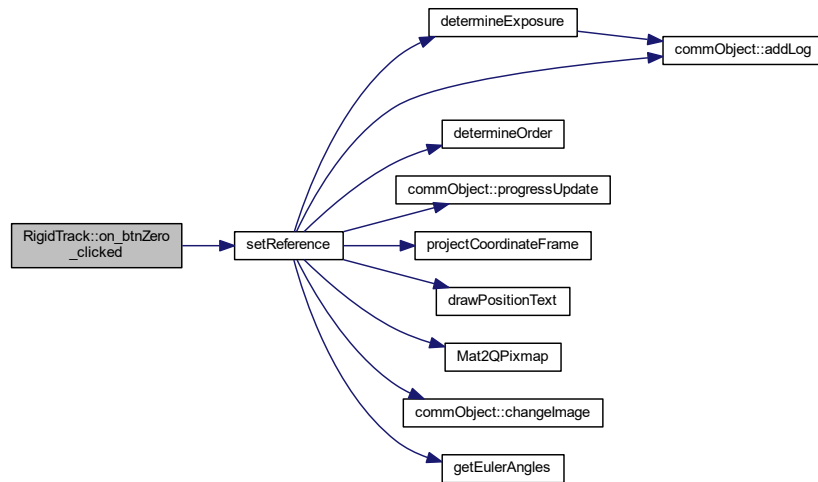 determineExposure
commObject::addLog
determineOrder
commObject::progressUpdate
RigidTrack::on_btnZero
_clicked
setReference
projectCoordinateFrame
drawPositionText
Mat2QPixmap
commObject::changeImage
getEulerAngles